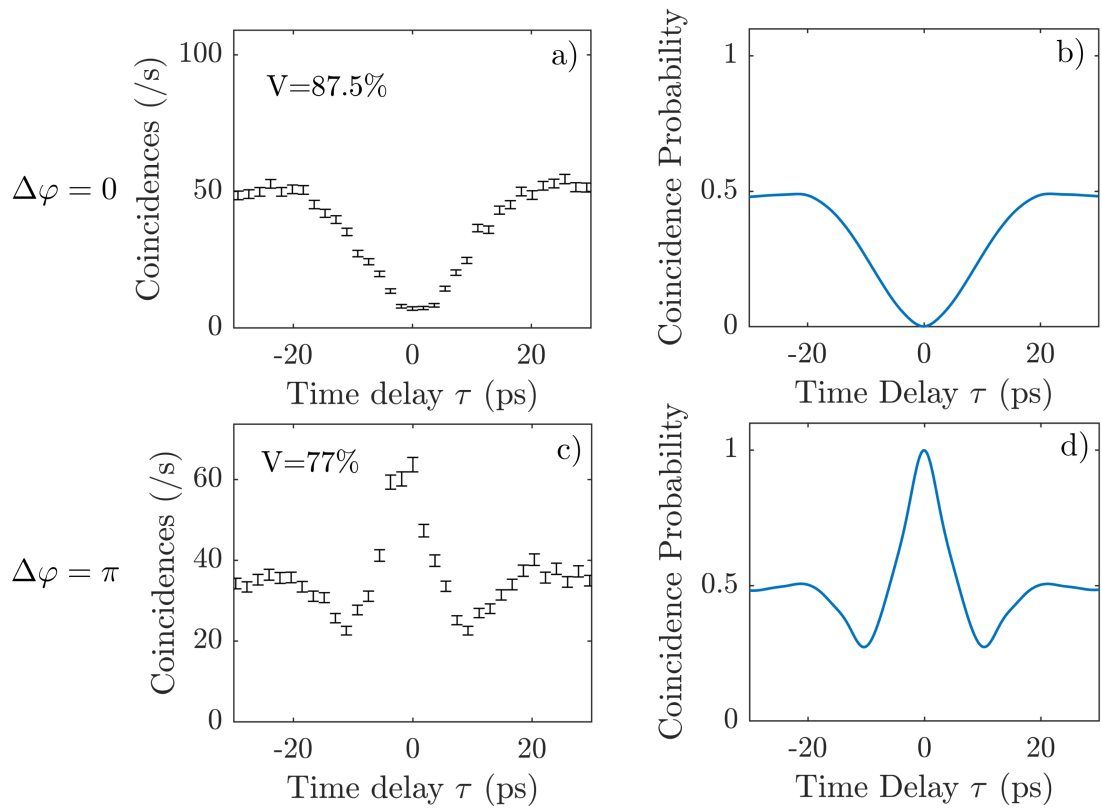 a)
V=87.5%
Δφ = 0
Coincidences (/s)
100
50
0
-20 0 20
Time delay τ (ps)
b)
Coincidence Probability
1
0.5
0
-20 0 20
Time Delay τ (ps)
c)
V=77%
Δφ = π
Coincidences (/s)
60
40
20
0
-20 0 20
Time delay τ (ps)
d)
Coincidence Probability
1
0.5
0
-20 0 20
Time Delay τ (ps)